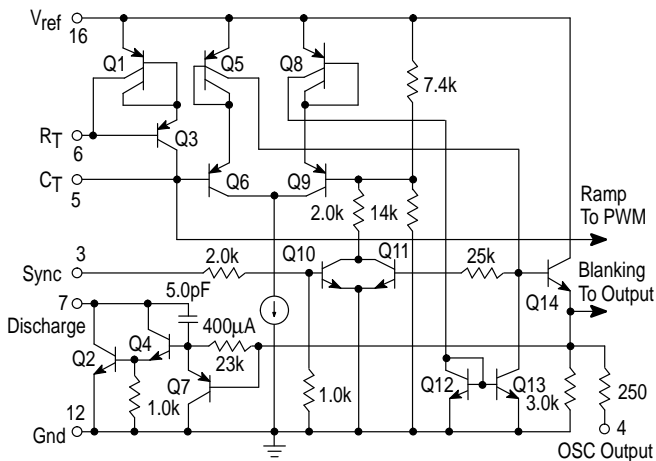 Vref
16
Q1
Q5
Q8
7.4k
RT
6
Q3
CT
5
Q6
Q9
2.0k
14k
Ramp
To PWM
3
Sync
2.0k
Q10
Q11
25k
Q14
Blanking
To Output
7
Discharge
5.0pF
400µA
Q2
Q4
23k
Q7
1.0k
1.0k
Q12
Q13
3.0k
250
12
Gnd
4
OSC Output